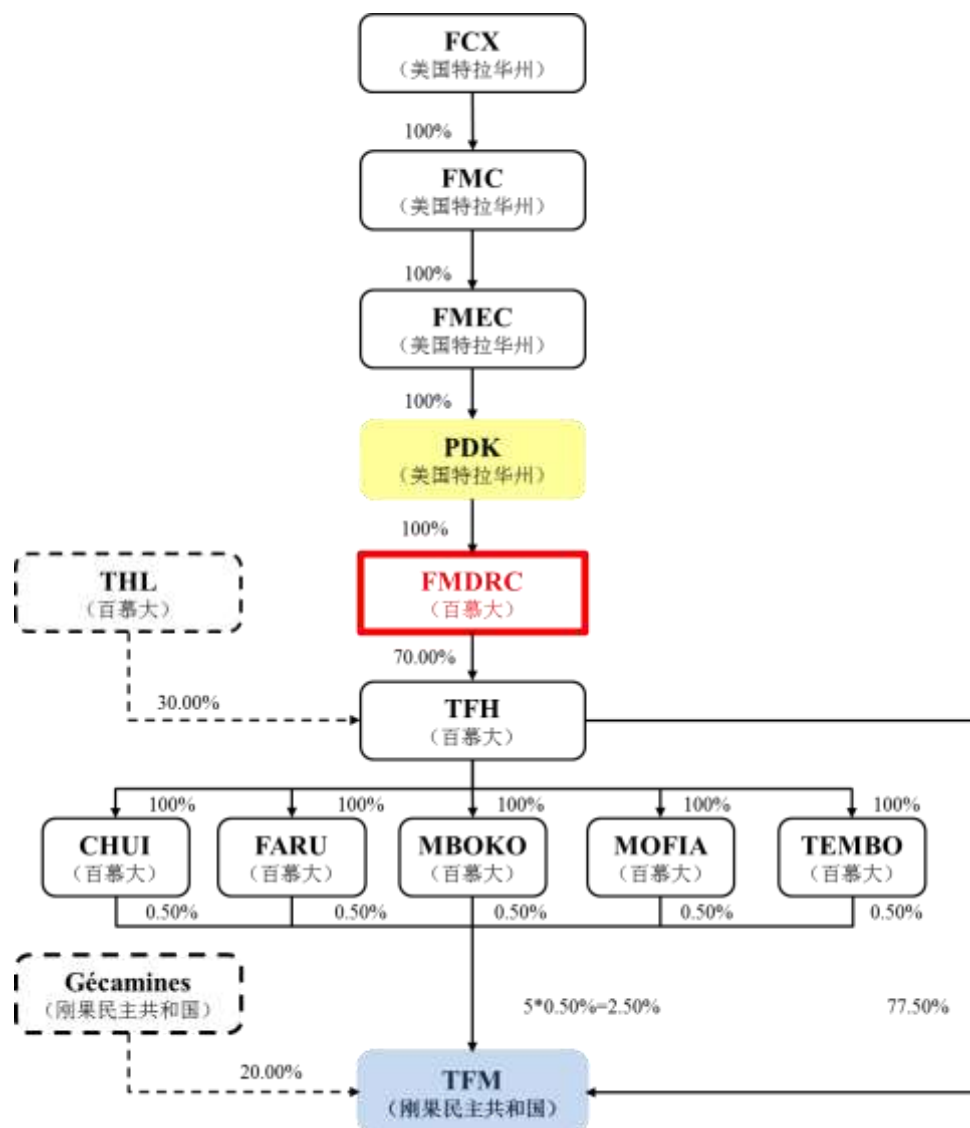 FCX
（美国特拉华州）
100%
FMC
（美国特拉华州）
100%
FMEC
（美国特拉华州）
100%
PDK
（美国特拉华州）
100%
THL
（百慕大）
FMDRC
（百慕大）
70.00%
30.00%
TFH
（百慕大）
100%
100%
100%
100%
100%
CHUI
（百慕大）
FARU
（百慕大）
MBOKO
（百慕大）
MOFIA
（百慕大）
TEMBO
（百慕大）
0.50%
0.50%
0.50%
0.50%
0.50%
Gécamines
（刚果民主共和国）
5*0.50%=2.50%
77.50%
20.00%
TFM
（刚果民主共和国）